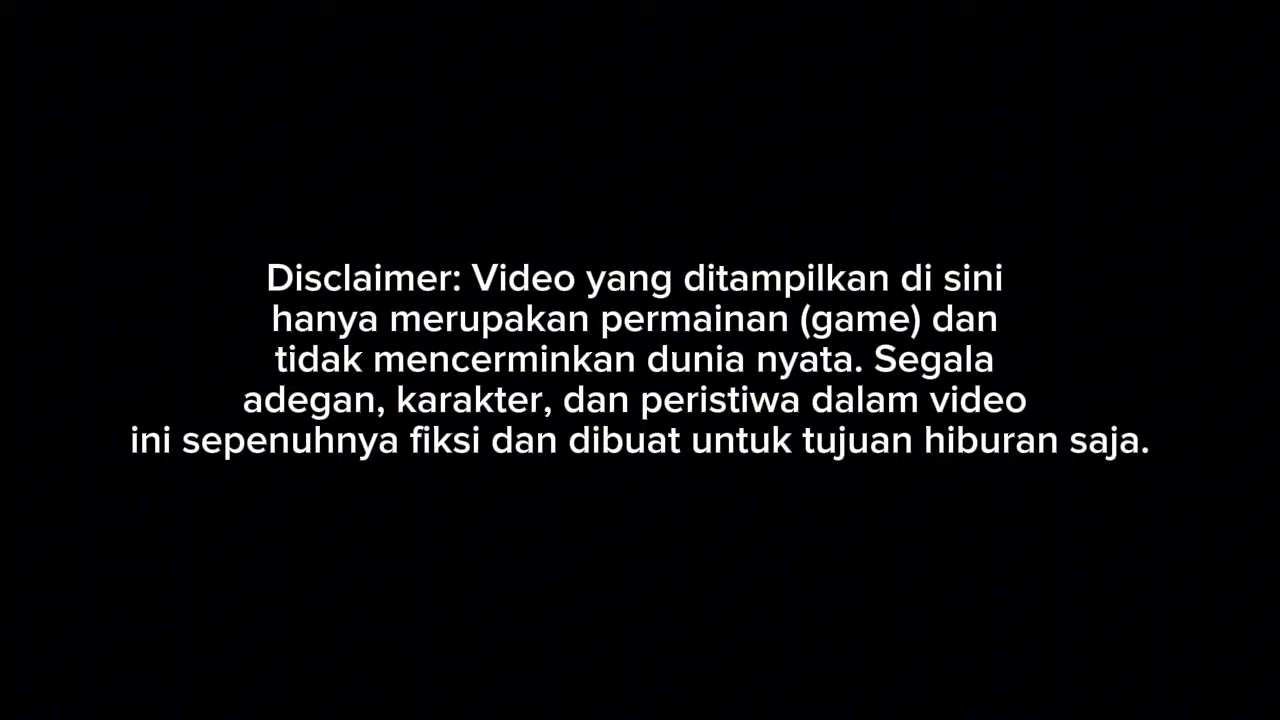 Disclaimer: Video yang ditampilkan di sini
hanya merupakan permainan (game) dan
tidak mencerminkan dunia nyata. Segala
adegan, karakter, dan peristiwa dalam video
ini sepenuhnya fiksi dan dibuat untuk tujuan hiburan saja.